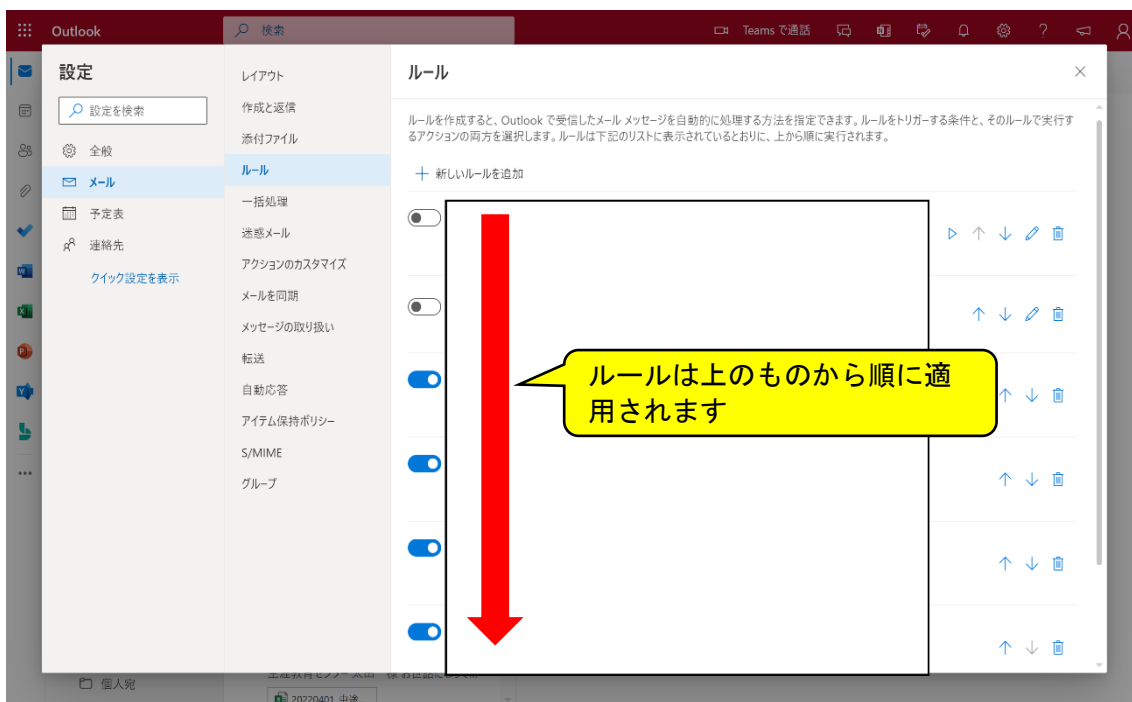 Outlook
検索
Teams で通話
設定
設定を検索
全般
メール
予定表
連絡先
クイック設定を表示
レイアウト
作成と返信
添付ファイル
ルール
一括処理
迷惑メール
アクションのカスタマイズ
メールを同期
メッセージの取り扱い
転送
自動応答
アイテム保持ポリシー
S/MIME
グループ
ルール
ルールを作成すると、Outlook で受信したメール メッセージを自動的に処理する方法を指定できます。ルールをトリガーする条件と、そのルールで実行す
るアクションの両方を選択します。ルールは下記のリストに表示されているとおりに、上から順に実行されます。
新しいルールを追加
ルールは上のものから順に適
用されます
個人宛
20220401